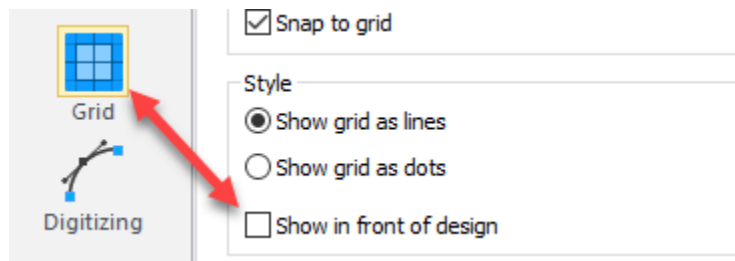 Snap to grid
Grid
Style
Show grid as lines
Show grid as dots
Digitizing
Show in front of design